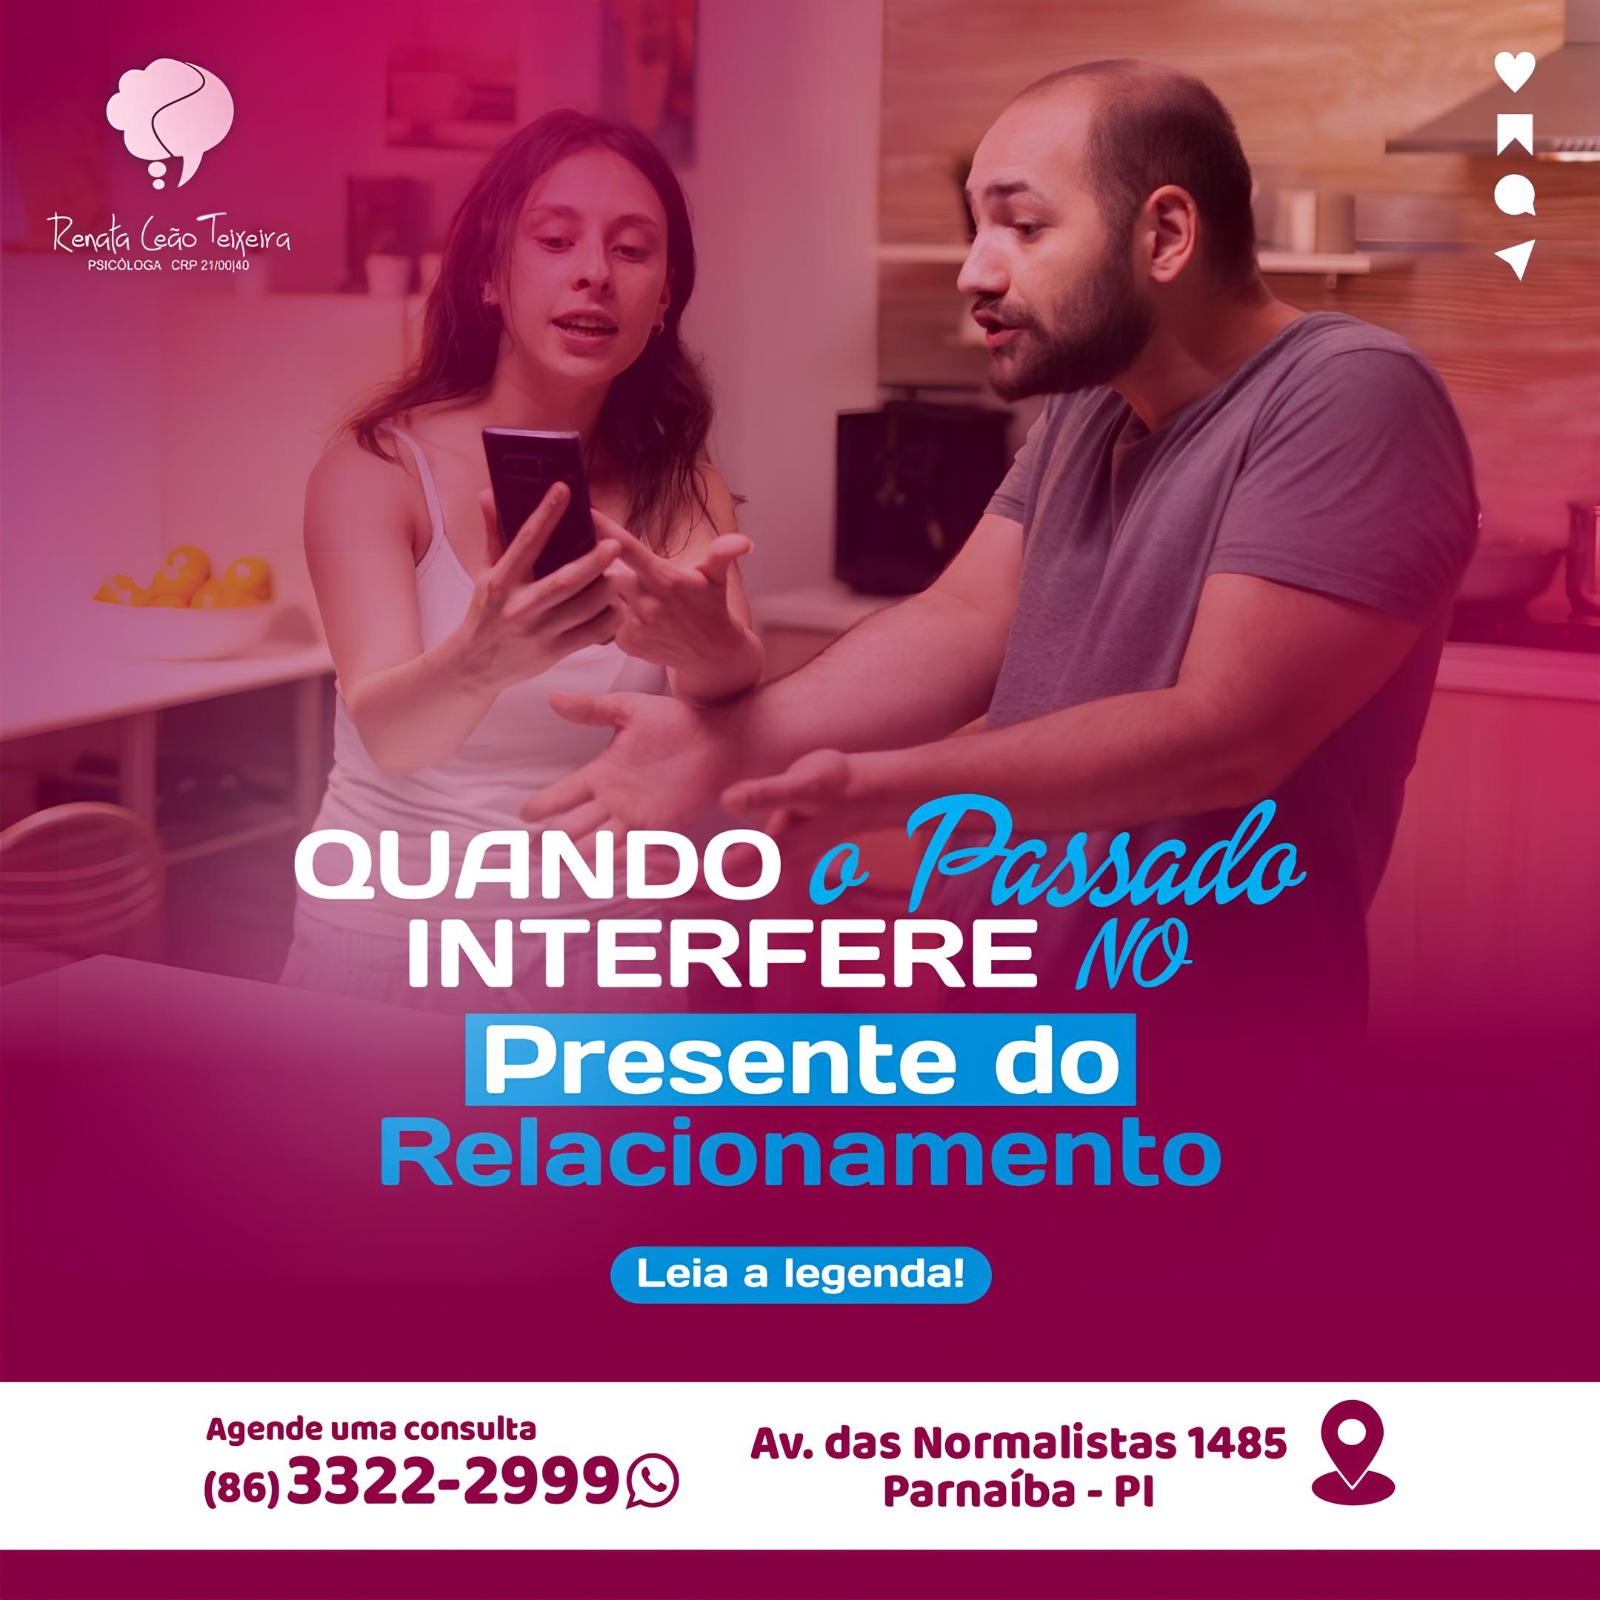 Renata Leão Teixeira
PSICÓLOGA CRP 21/00|40
QUANDO o Passado
INTERFERE NO
Presente do
Relacionamento
Leia a legenda!
Agende uma consulta
(86) 3322-2999
Av. das Normalistas 1485
Parnaíba - PI